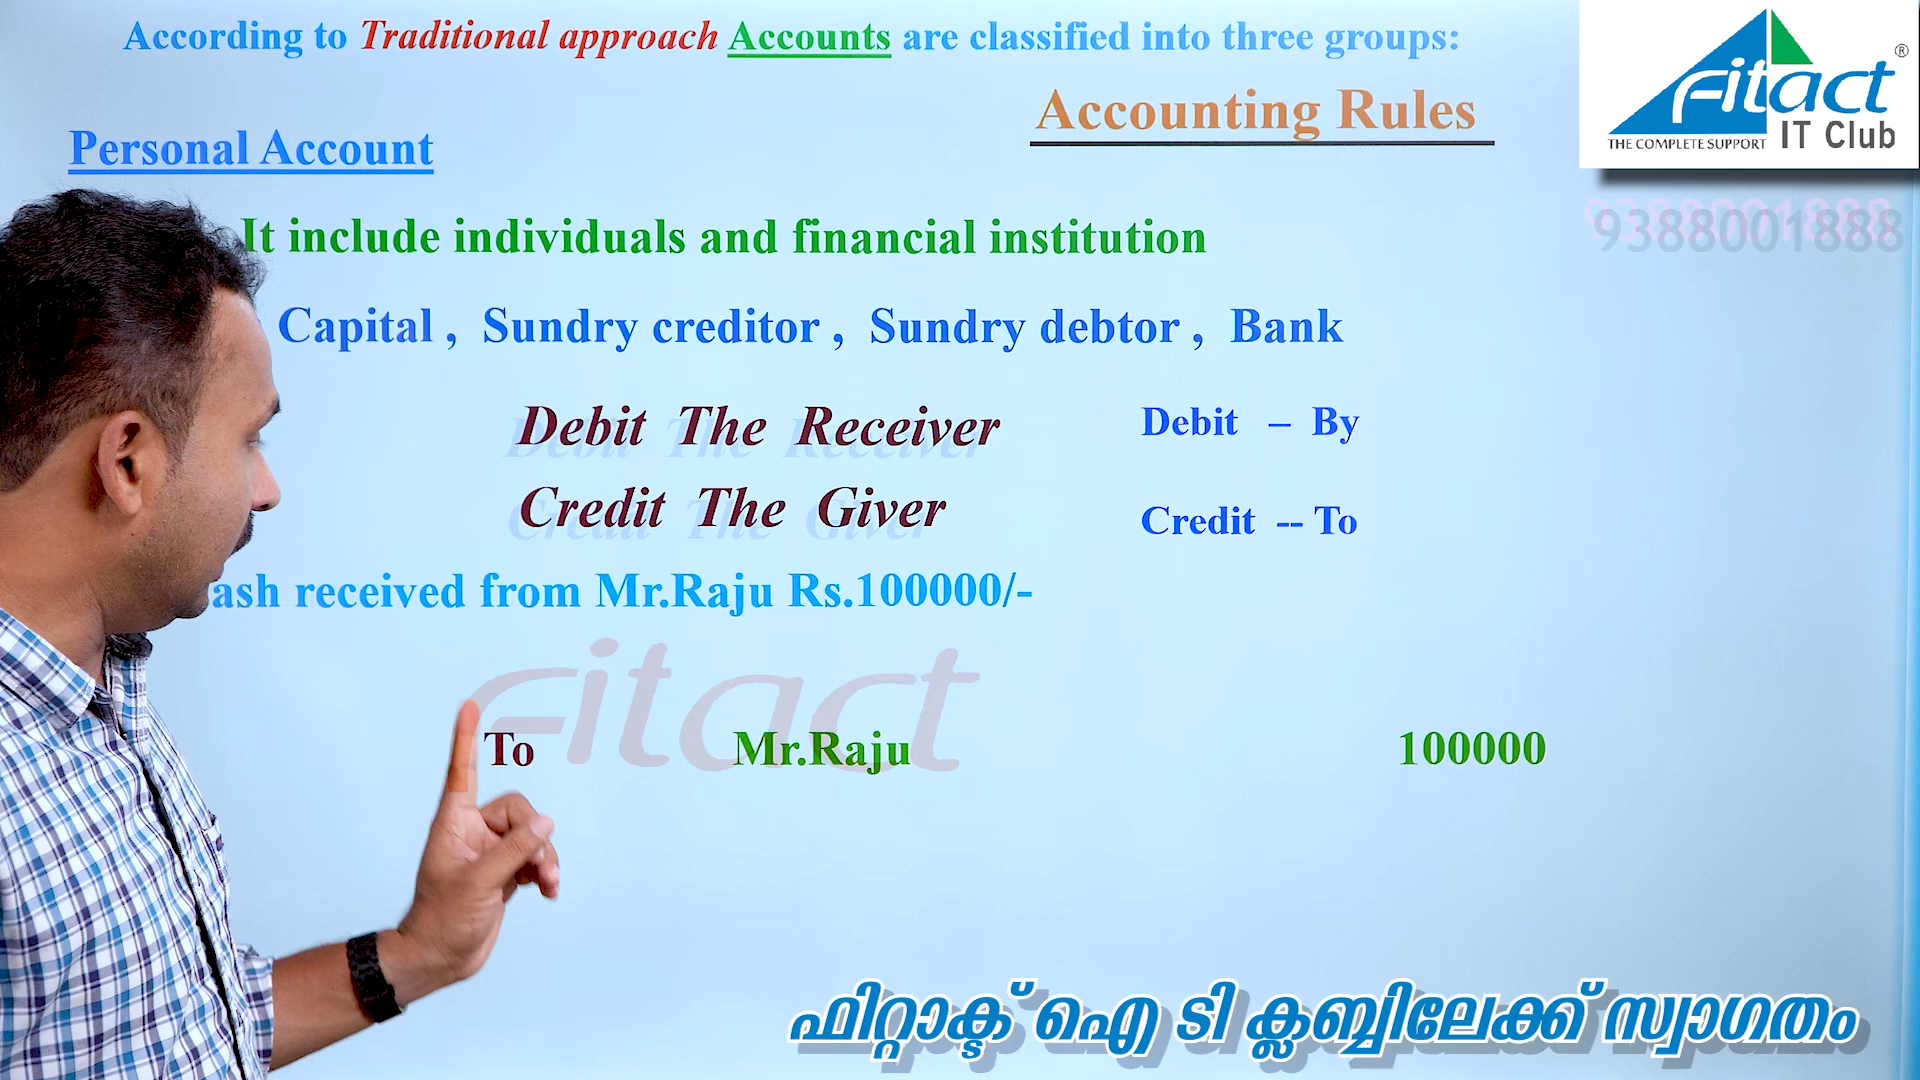 According to Traditional approach Accounts are classified into three groups:
Accounting Rules
Personal Account
It include individuals and financial institution
Capital , Sundry creditor , Sundry debtor , Bank
Debit The Receiver
Debit – By
Credit The Giver
Credit -- To
ash received from Mr.Raju Rs.100000/-
To Mr.Raju 100000
Fitact
Fitact ®
THE COMPLETE SUPPORT IT Club
9388001888
ഫിറ്റാക്ട് ഐ ടി ക്ലബ്ബിലേക്ക് സ്വാഗതം